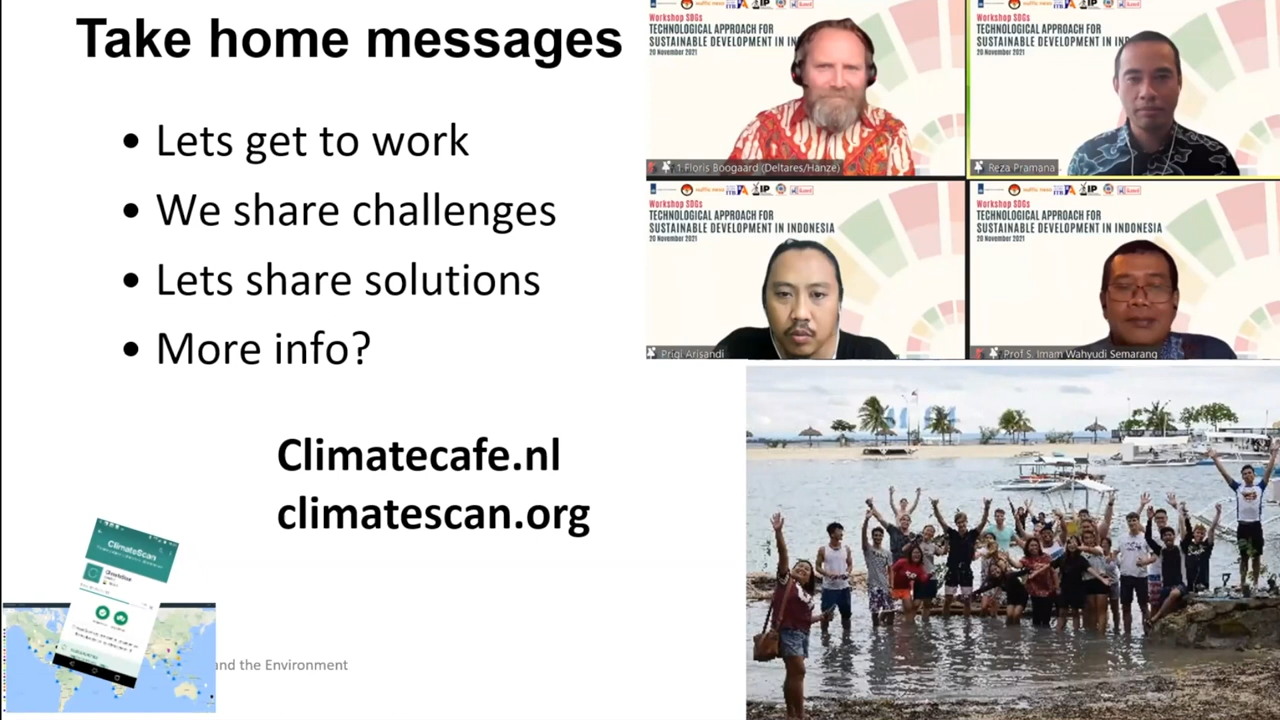 Take home messages
• Lets get to work
• We share challenges
• Lets share solutions
• More info?
Climatecafe.nl
climatescan.org
ClimateScan
and the Environment
Workshop SDGs
TECHNOLOGICAL APPROACH FOR
SUSTAINABLE DEVELOPMENT IN IN
20 November 2021
1.Floris Boogaard (Deltares/Hanze)
Workshop SDGs
TECHNOLOGICAL APPROACH FOR
SUSTAINABLE DEVELOPMENT IN IND
20 November 2021
Reza Pramana
Workshop SDGs
TECHNOLOGICAL APPROACH FOR
SUSTAINABLE DEVELOPMENT IN INDONESIA
20 November 2021
Prigi Arisandi
Workshop SDGs
TECHNOLOGICAL APPROACH FOR
SUSTAINABLE DEVELOPMENT IN INDONESIA
20 November 2021
Prof S. Imam Wahyudi Semarang